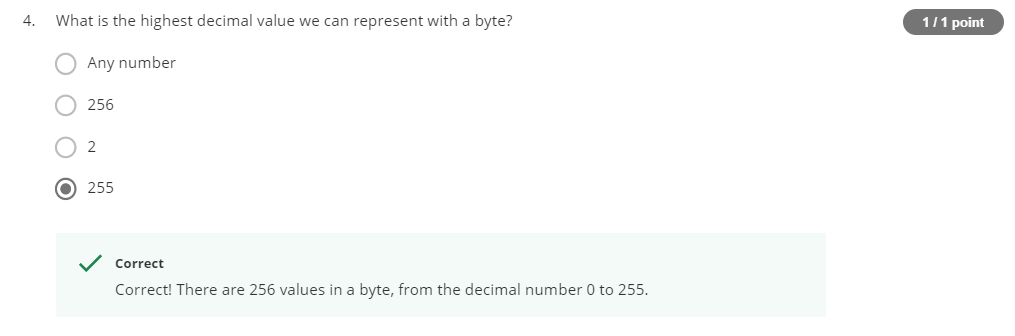 4. What is the highest decimal value we can represent with a byte?
1 / 1 point
Any number
256
2
255
Correct
Correct! There are 256 values in a byte, from the decimal number 0 to 255.